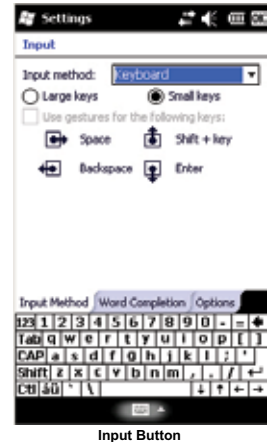 Settings
Input
Input method: Keyboard
Large keys Small keys
Use gestures for the following keys:
Space Shift + key
Backspace Enter
Input Method Word Completion Options
123 1 2 3 4 5 6 7 8 9 0 - =
Tab q w e r t y u i o p [ ]
CAP a s d f g h j k l ; '
Shift z x c v b n m , . /
Ctl áü ` \
Input Button